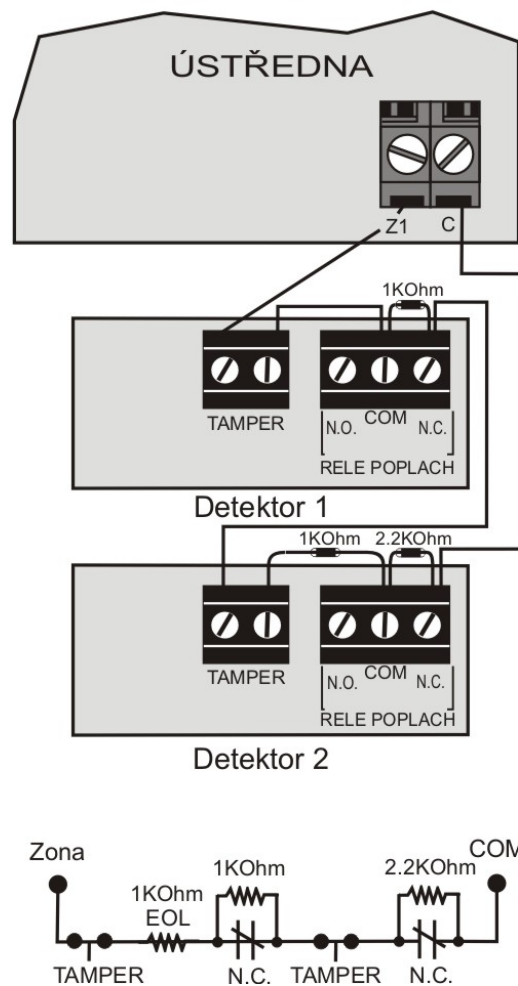 ÚSTŘEDNA
Z1 C
1KOhm
TAMPER
N.O. COM N.C.
RELE POPLACH
Detektor 1
1KOhm 2.2KOhm
TAMPER
N.O. COM N.C.
RELE POPLACH
Detektor 2
Zona 1KOhm 2.2KOhm COM
1KOhm
EOL
TAMPER N.C. TAMPER N.C.